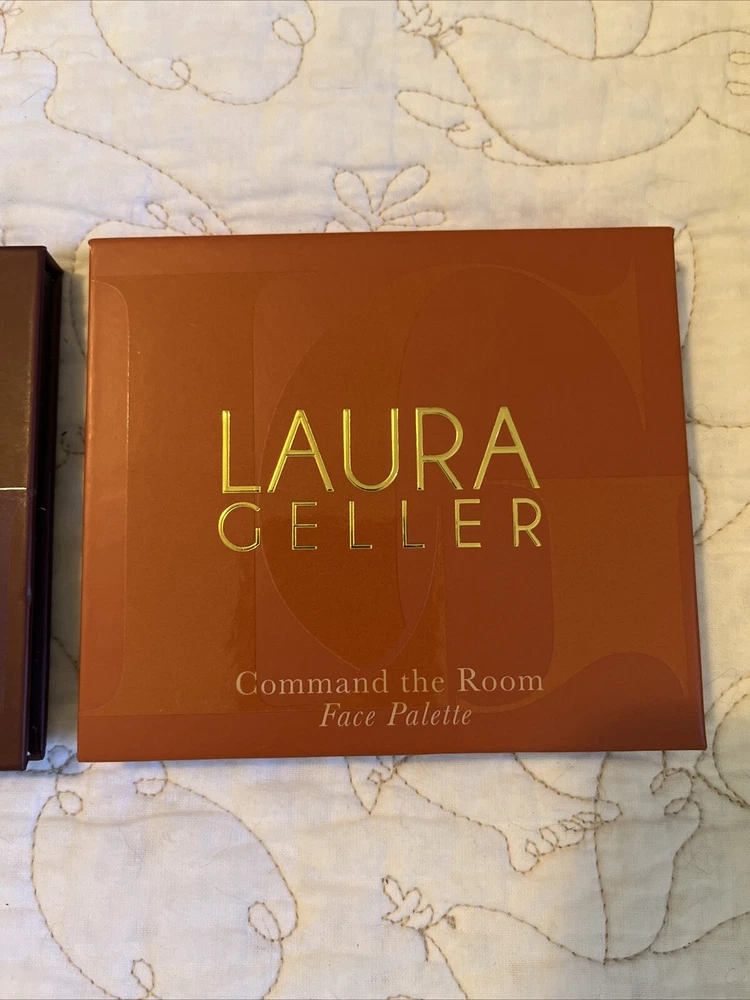 LAURA
GELLER
Command the Room
Face Palette